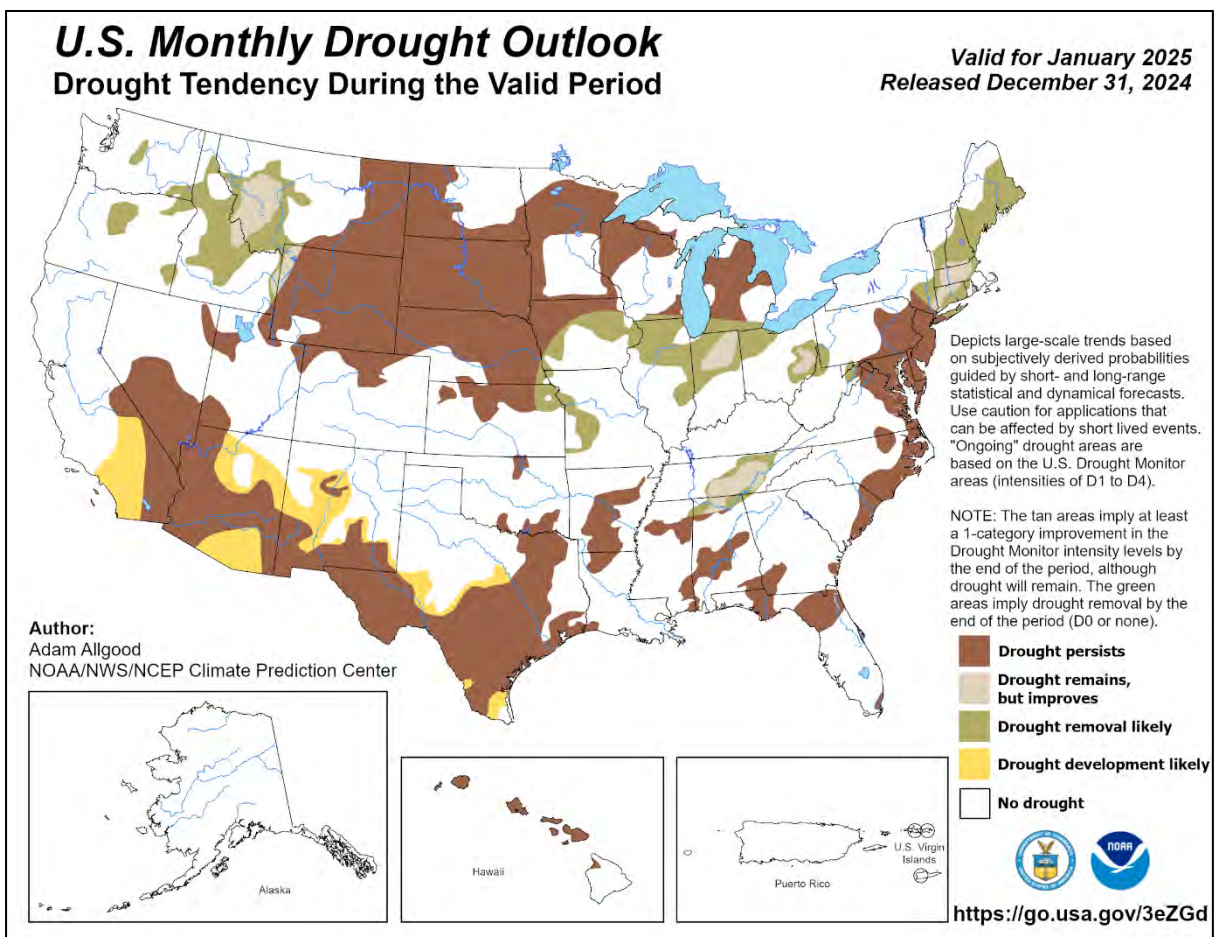 U.S. Monthly Drought Outlook
Drought Tendency During the Valid Period
Valid for January 2025
Released December 31, 2024
Depicts large-scale trends based
on subjectively derived probabilities
guided by short- and long-range
statistical and dynamical forecasts.
Use caution for applications that
can be affected by short lived events.
"Ongoing" drought areas are
based on the U.S. Drought Monitor
areas (intensities of D1 to D4).
NOTE: The tan areas imply at least
a 1-category improvement in the
Drought Monitor intensity levels by
the end of the period, although
drought will remain. The green
areas imply drought removal by the
end of the period (D0 or none).
Author:
Adam Allgood
NOAA/NWS/NCEP Climate Prediction Center
Drought persists
Drought remains,
but improves
Drought removal likely
Drought development likely
No drought
Alaska
Hawaii
Puerto Rico
U.S. Virgin
Islands
NOAA
https://go.usa.gov/3eZGd